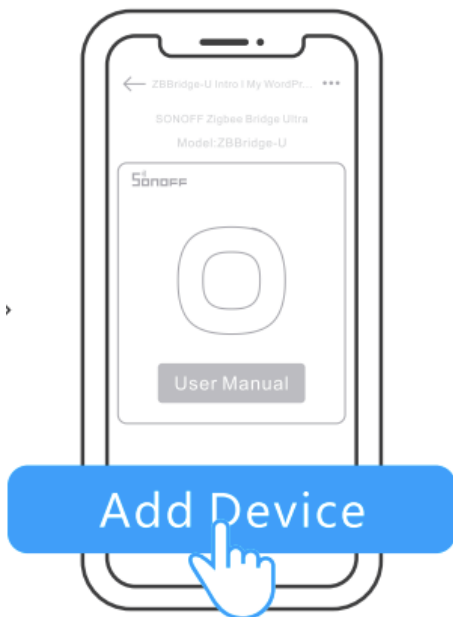 ZBBridge-U Intro I My WordPr...
SONOFF Zigbee Bridge Ultra
Model:ZBBridge-U
SONOFF
User Manual
Add Device